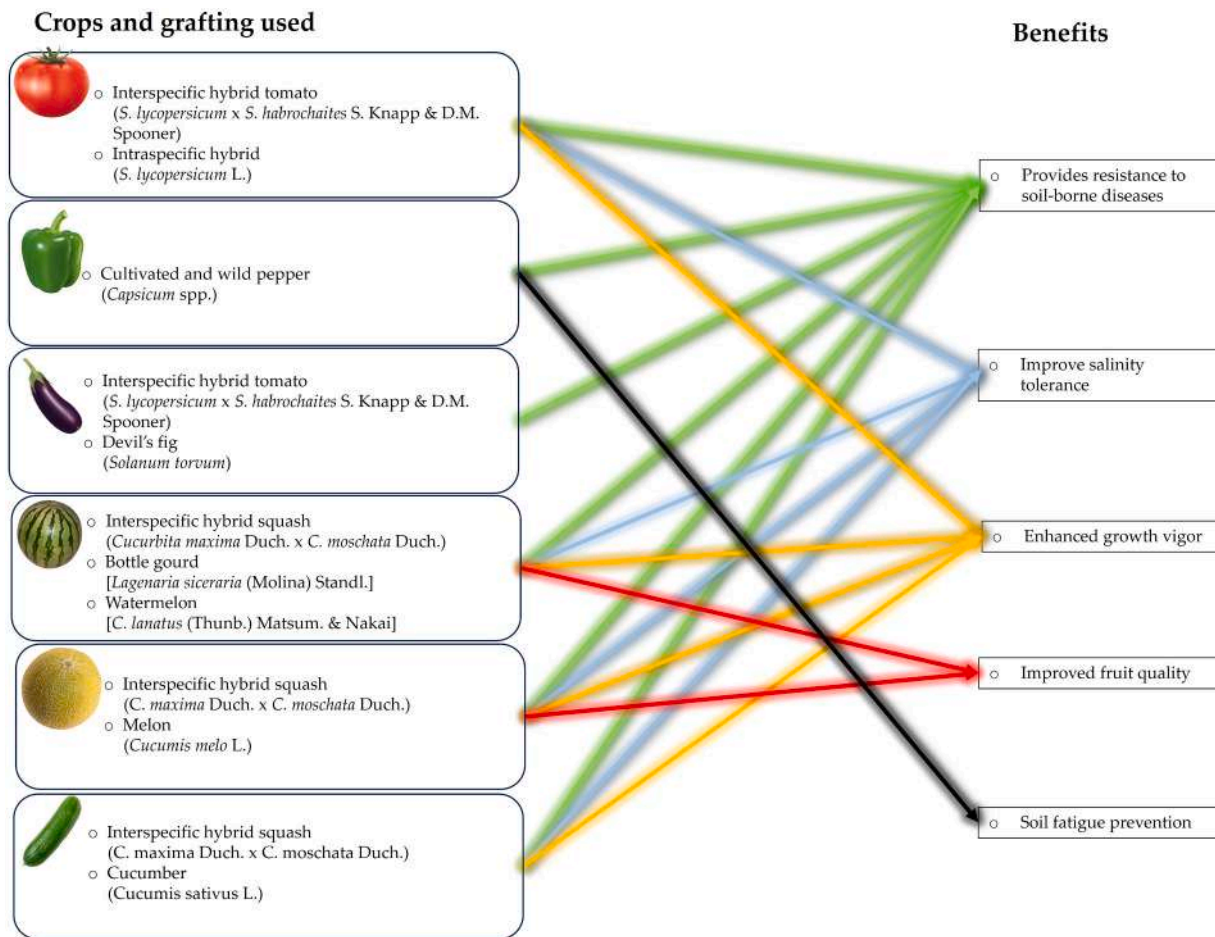 Crops and grafting used
Benefits
○ Interspecific hybrid tomato
(S. lycopersicum x S. habrochaites S. Knapp & D.M.
Spooner)
○ Intraspecific hybrid
(S. lycopersicum L.)
○ Cultivated and wild pepper
(Capsicum spp.)
○ Interspecific hybrid tomato
(S. lycopersicum x S. habrochaites S. Knapp & D.M.
Spooner)
○ Devil's fig
(Solanum torvum)
○ Interspecific hybrid squash
(Cucurbita maxima Duch. x C. moschata Duch.)
○ Bottle gourd
[Lagenaria siceraria (Molina) Standl.]
○ Watermelon
[C. lanatus (Thunb.) Matsum. & Nakai]
○ Interspecific hybrid squash
(C. maxima Duch. x C. moschata Duch.)
○ Melon
(Cucumis melo L.)
○ Interspecific hybrid squash
(C. maxima Duch. x C. moschata Duch.)
○ Cucumber
(Cucumis sativus L.)
○ Provides resistance to
soil-borne diseases
○ Improve salinity
tolerance
○ Enhanced growth vigor
○ Improved fruit quality
○ Soil fatigue prevention